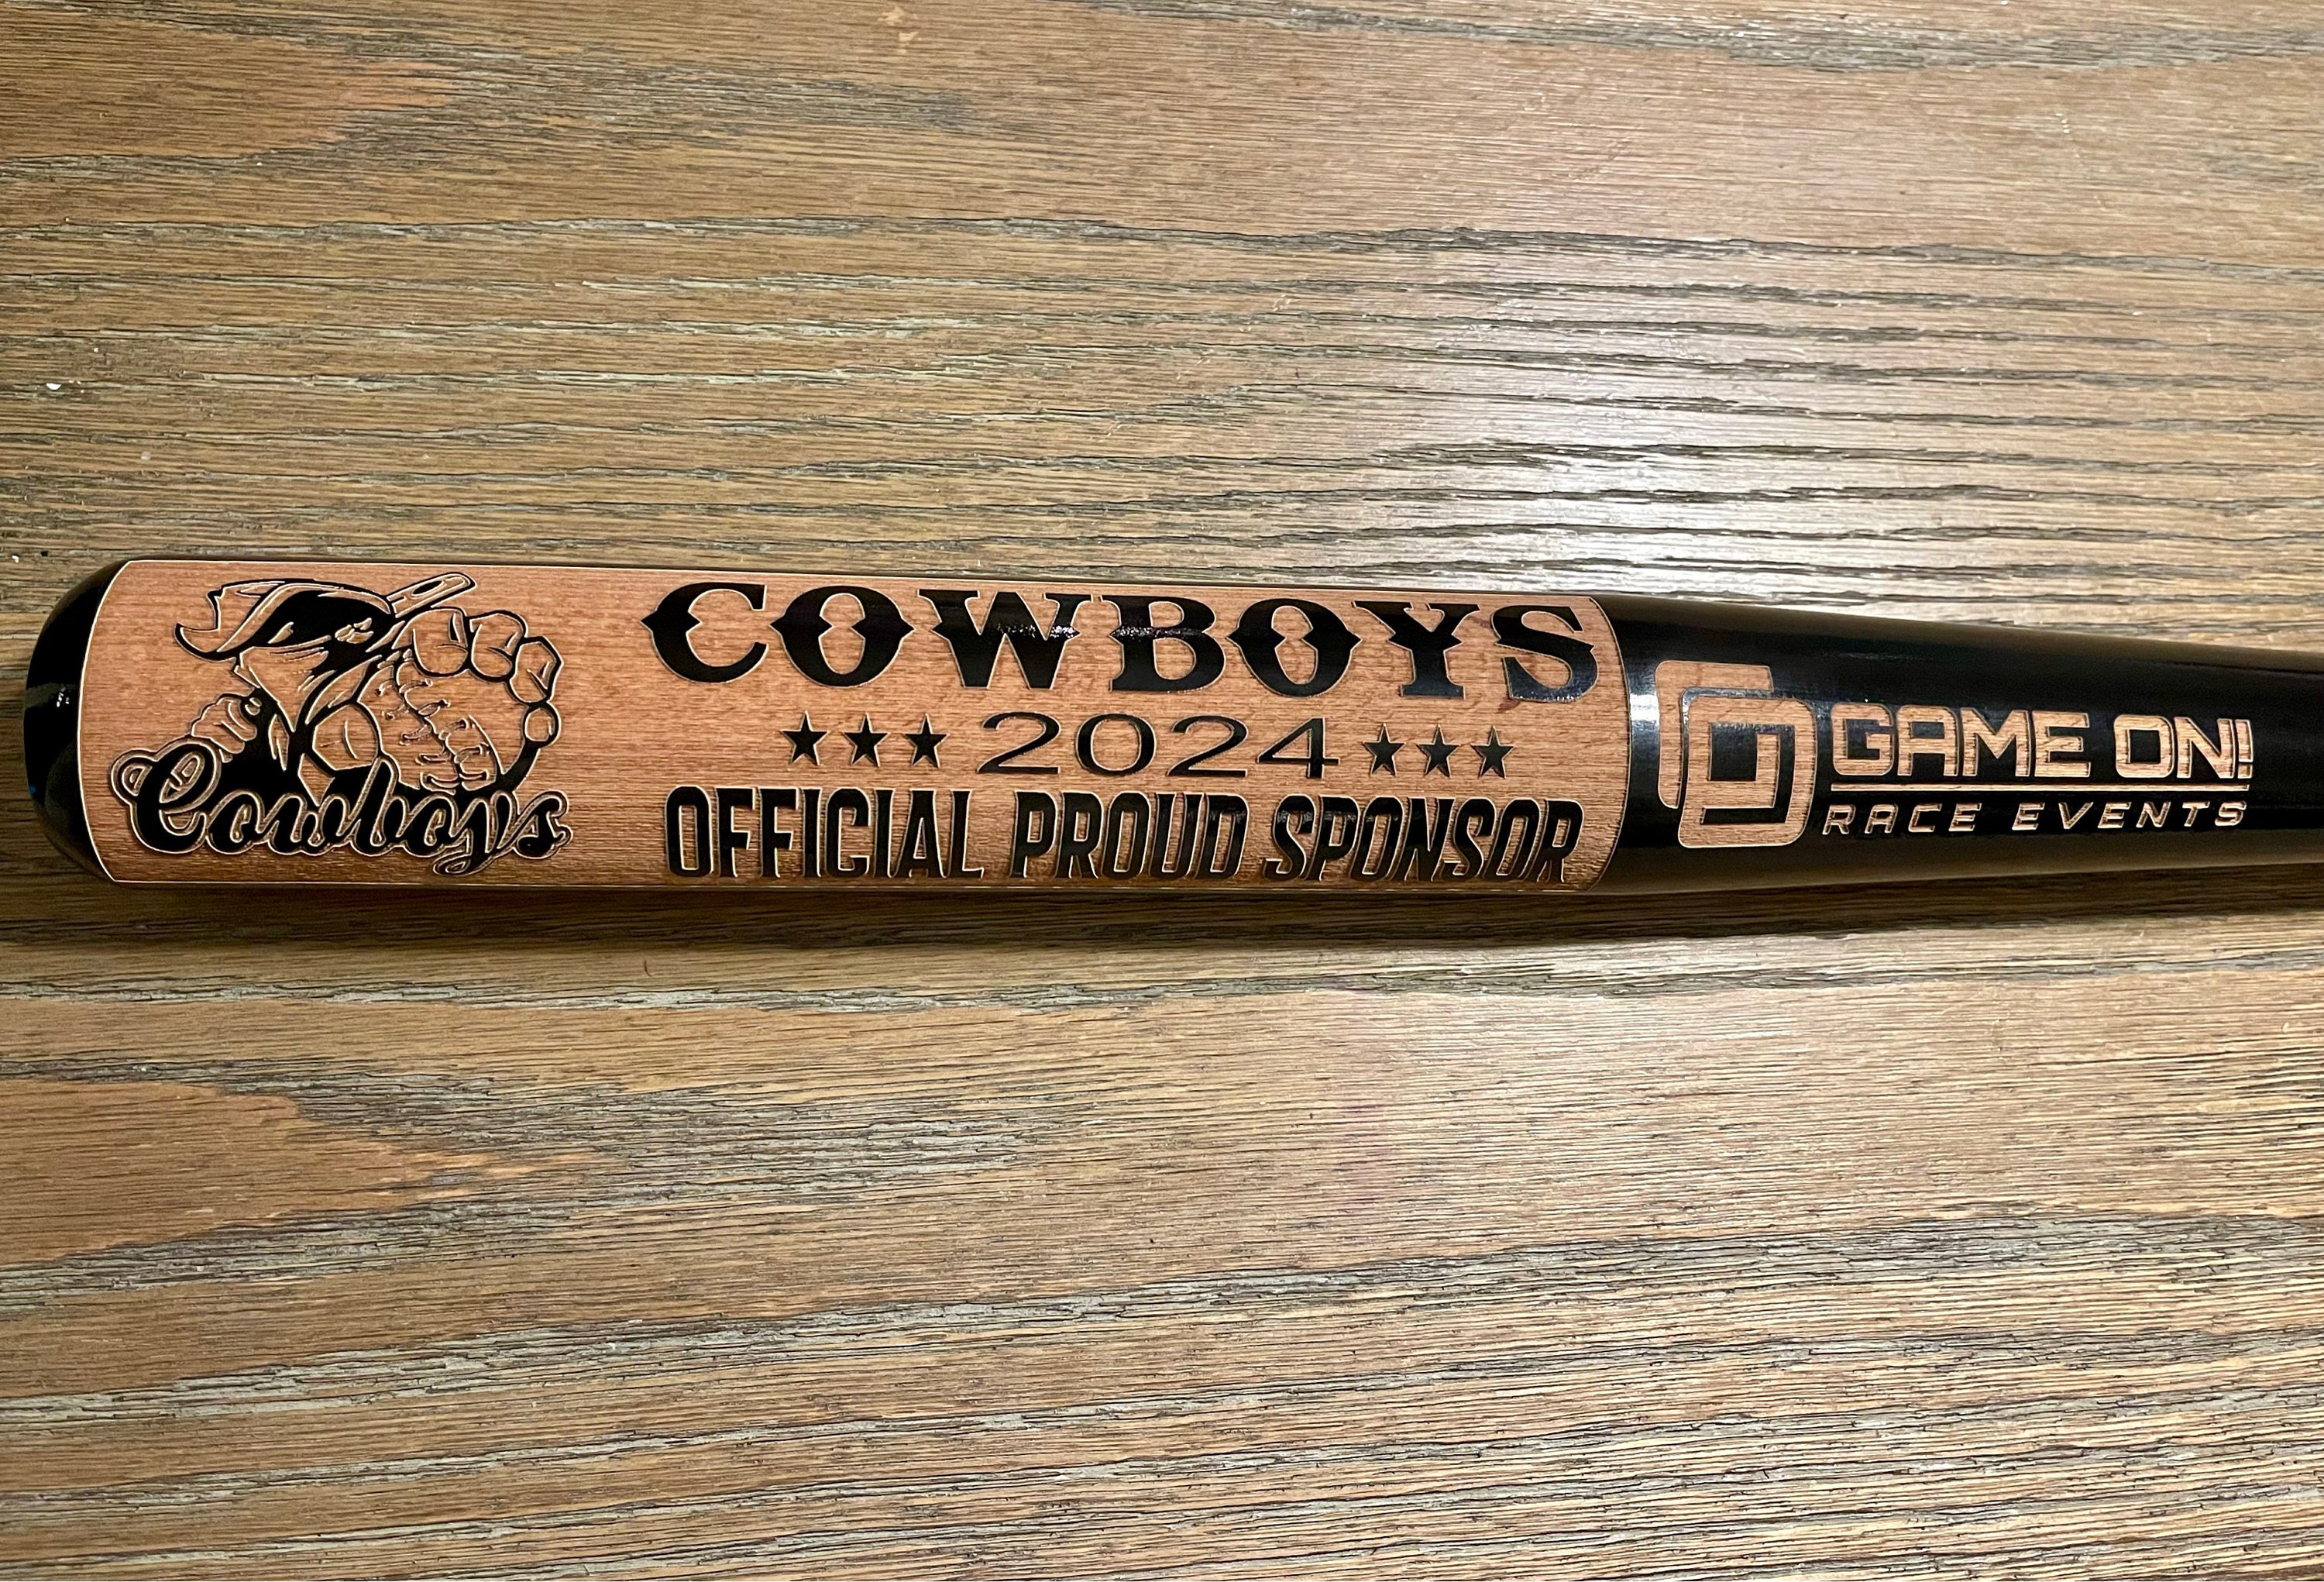 Cowboys
COWBOYS
★★★ 2024 ★★★
OFFICIAL PROUD SPONSOR
GAME ON!
RACE EVENTS